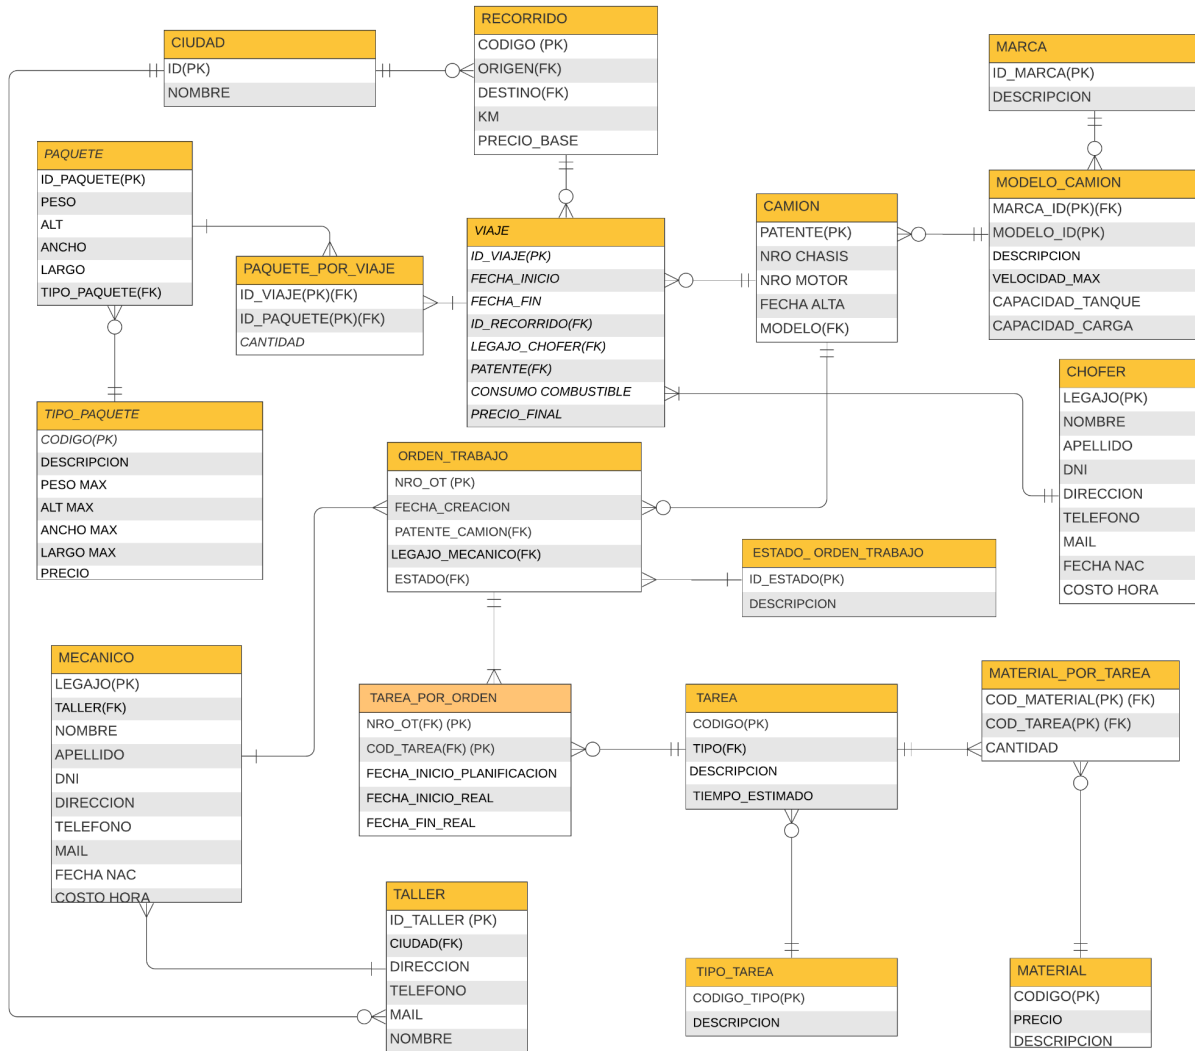 CIUDAD
ID(PK)
NOMBRE
RECORRIDO
CODIGO (PK)
ORIGEN(FK)
DESTINO(FK)
KM
PRECIO_BASE
MARCA
ID_MARCA(PK)
DESCRIPCION
PAQUETE
ID_PAQUETE(PK)
PESO
ALT
ANCHO
LARGO
TIPO_PAQUETE(FK)
PAQUETE_POR_VIAJE
ID_VIAJE(PK)(FK)
ID_PAQUETE(PK)(FK)
CANTIDAD
VIAJE
ID_VIAJE(PK)
FECHA_INICIO
FECHA_FIN
ID_RECORRIDO(FK)
LEGAJO_CHOFER(FK)
PATENTE(FK)
CONSUMO COMBUSTIBLE
PRECIO_FINAL
CAMION
PATENTE(PK)
NRO CHASIS
NRO MOTOR
FECHA ALTA
MODELO(FK)
MODELO_CAMION
MARCA_ID(PK)(FK)
MODELO_ID(PK)
DESCRIPCION
VELOCIDAD_MAX
CAPACIDAD_TANQUE
CAPACIDAD_CARGA
TIPO_PAQUETE
CODIGO(PK)
DESCRIPCION
PESO MAX
ALT MAX
ANCHO MAX
LARGO MAX
PRECIO
CHOFER
LEGAJO(PK)
NOMBRE
APELLIDO
DNI
DIRECCION
TELEFONO
MAIL
FECHA NAC
COSTO HORA
ORDEN_TRABAJO
NRO_OT (PK)
FECHA_CREACION
PATENTE_CAMION(FK)
LEGAJO_MECANICO(FK)
ESTADO(FK)
ESTADO_ ORDEN_TRABAJO
ID_ESTADO(PK)
DESCRIPCION
MECANICO
LEGAJO(PK)
TALLER(FK)
NOMBRE
APELLIDO
DNI
DIRECCION
TELEFONO
MAIL
FECHA NAC
COSTO HORA
TAREA_POR_ORDEN
NRO_OT(FK) (PK)
COD_TAREA(FK) (PK)
FECHA_INICIO_PLANIFICACION
FECHA_INICIO_REAL
FECHA_FIN_REAL
TAREA
CODIGO(PK)
TIPO(FK)
DESCRIPCION
TIEMPO_ESTIMADO
MATERIAL_POR_TAREA
COD_MATERIAL(PK) (FK)
COD_TAREA(PK) (FK)
CANTIDAD
TALLER
ID_TALLER (PK)
CIUDAD(FK)
DIRECCION
TELEFONO
MAIL
NOMBRE
TIPO_TAREA
CODIGO_TIPO(PK)
DESCRIPCION
MATERIAL
CODIGO(PK)
PRECIO
DESCRIPCION